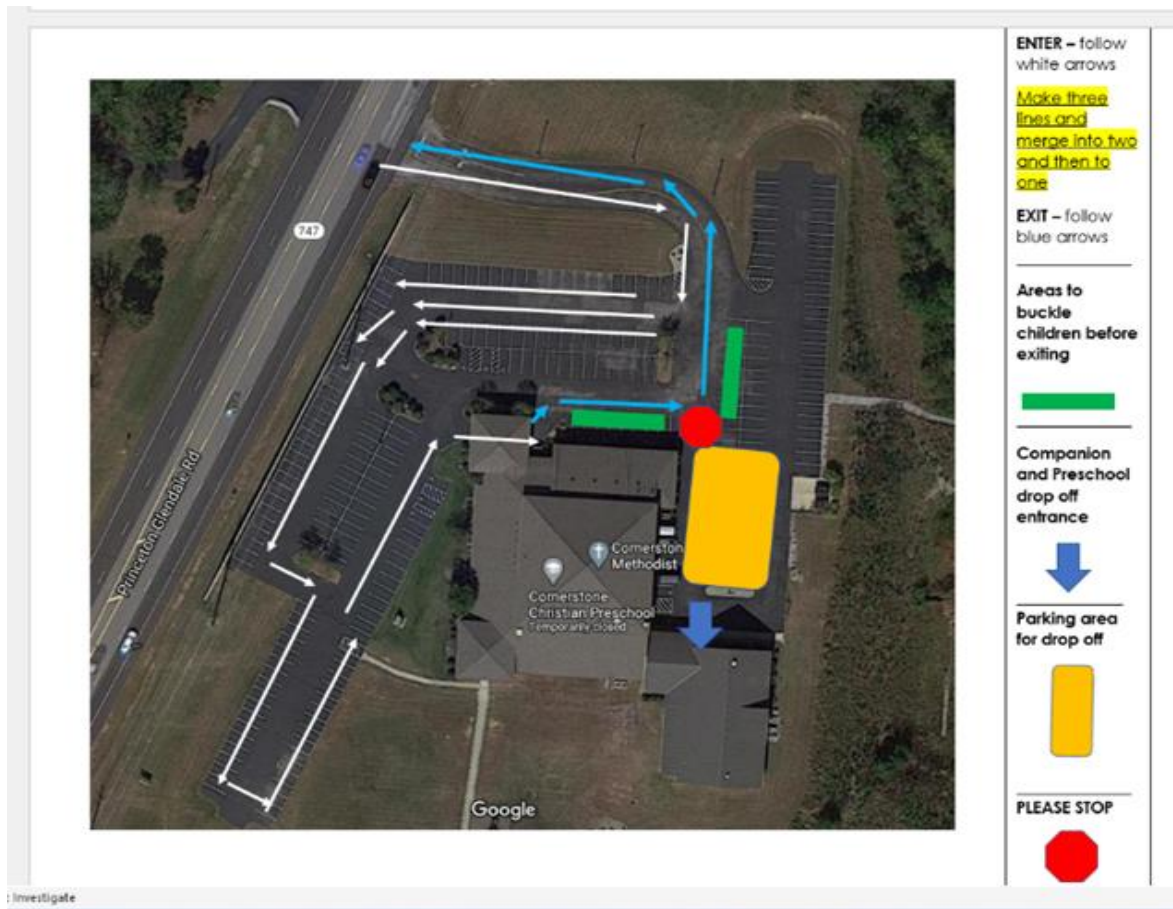 ENTER – follow
white arrows
Make three
lines and
merge into two
and then to
one
EXIT – follow
blue arrows
Areas to
buckle
children before
exiting
Companion
and Preschool
drop off
entrance
Parking area
for drop off
PLEASE STOP
747
Princeton Glendale Rd
Cornerston
Methodist
Cornerstone
Christian Preschool
Temporarily closed
Google
: Investigate